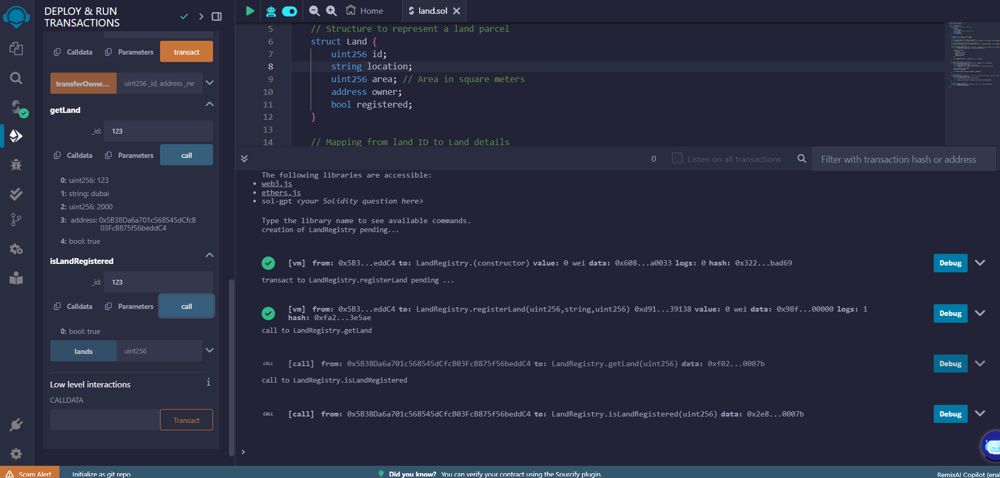 DEPLOY & RUN
TRANSACTIONS
Calldata Parameters transact
transferOwne... uint256 _id, address _ne
getLand
_id: 123
Calldata Parameters call
0: uint256: 123
1: string: dubai
2: uint256: 2000
3: address: 0x5B38Da6a701c568545dCfcB
03FcB875f56beddC4
4: bool: true
isLandRegistered
_id: 123
Calldata Parameters call
0: bool: true
lands uint256
Low level interactions i
CALLDATA
Transact
Home land.sol
5 // Structure to represent a land parcel
6 struct Land {
7 uint256 id;
8 string location;
9 uint256 area; // Area in square meters
10 address owner;
11 bool registered;
12 }
13
14 // Mapping from land ID to Land details
0 Listen on all transactions Filter with transaction hash or address
The following libraries are accessible:
• web3.js
• ethers.js
• sol-gpt <your Solidity question here>
Type the library name to see available commands.
creation of LandRegistry pending...
[vm] from: 0x5B3...eddC4 to: LandRegistry.(constructor) value: 0 wei data: 0x608...a0033 logs: 0 hash: 0x322...bad69 Debug
transact to LandRegistry.registerLand pending ...
[vm] from: 0x5B3...eddC4 to: LandRegistry.registerLand(uint256,string,uint256) 0xd91...39138 value: 0 wei data: 0x98f...00000 logs: 1
hash: 0xfa2...3e5ae Debug
call to LandRegistry.getLand
CALL [call] from: 0x5B38Da6a701c568545dCfcB03FcB875f56beddC4 to: LandRegistry.getLand(uint256) data: 0xf02...0007b Debug
call to LandRegistry.isLandRegistered
CALL [call] from: 0x5B38Da6a701c568545dCfcB03FcB875f56beddC4 to: LandRegistry.isLandRegistered(uint256) data: 0x2e8...0007b Debug
>
Scam Alert Initialize as git repo Did you know? You can verify your contract using the Sourcify plugin. RemixAI Copilot (enal